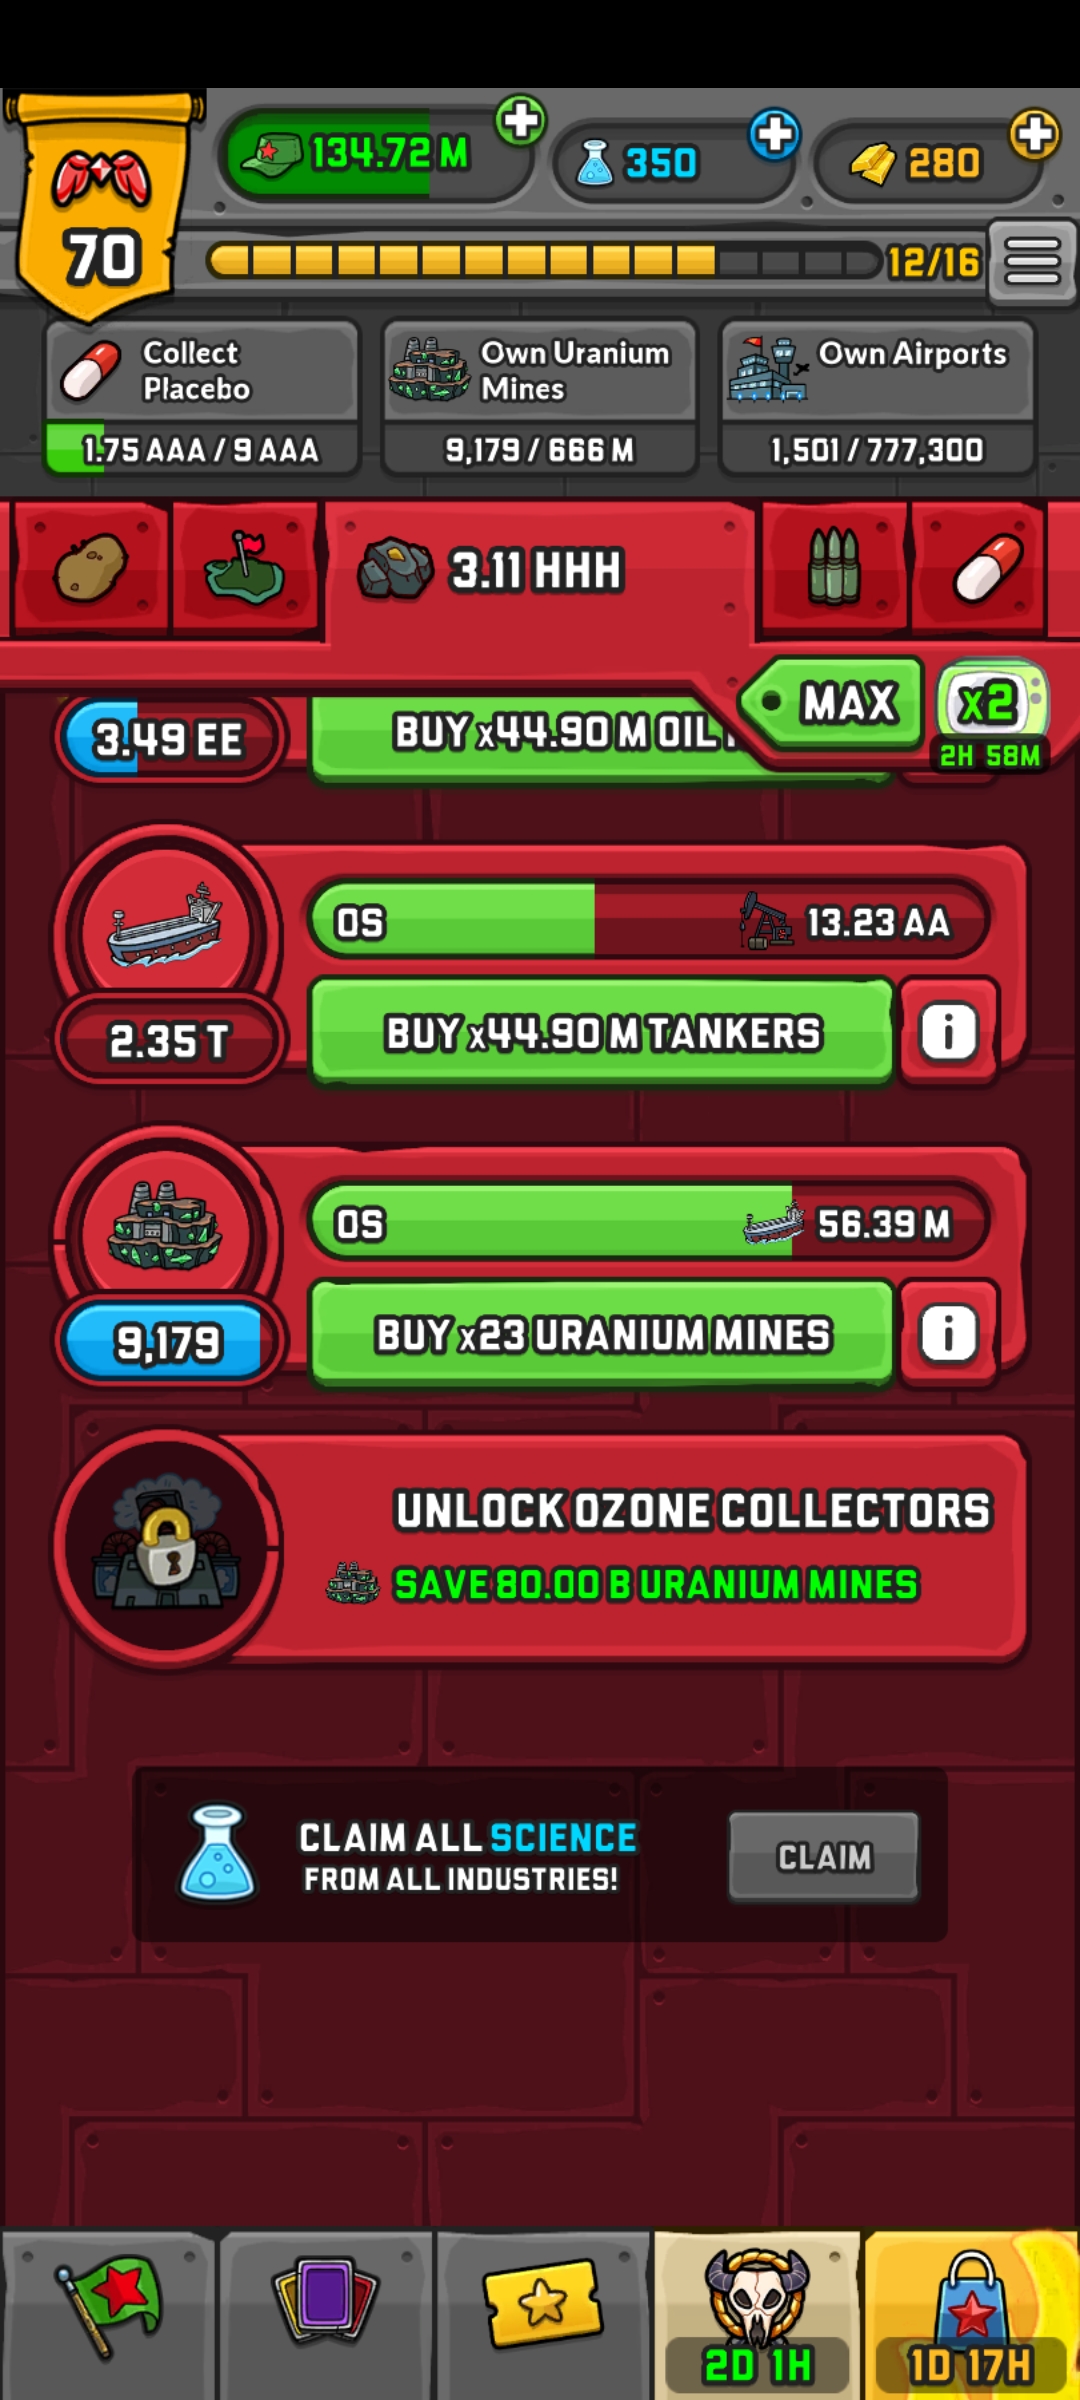 134.72 M
350
280
70
12/16
Collect
Placebo
Own Uranium
Mines
Own Airports
1.75 AAA / 9 AAA
9,179 / 666 M
1,501 / 777,300
3.11 HHH
MAX
x2
2H 58M
3.49 EE
BUY x44.90 M OIL
0S
13.23 AA
2.35 T
BUY x44.90 M TANKERS
i
0S
56.39 M
9,179
BUY x23 URANIUM MINES
i
UNLOCK OZONE COLLECTORS
SAVE 80.00 B URANIUM MINES
CLAIM ALL SCIENCE
FROM ALL INDUSTRIES!
CLAIM
2D 1H
1D 17H